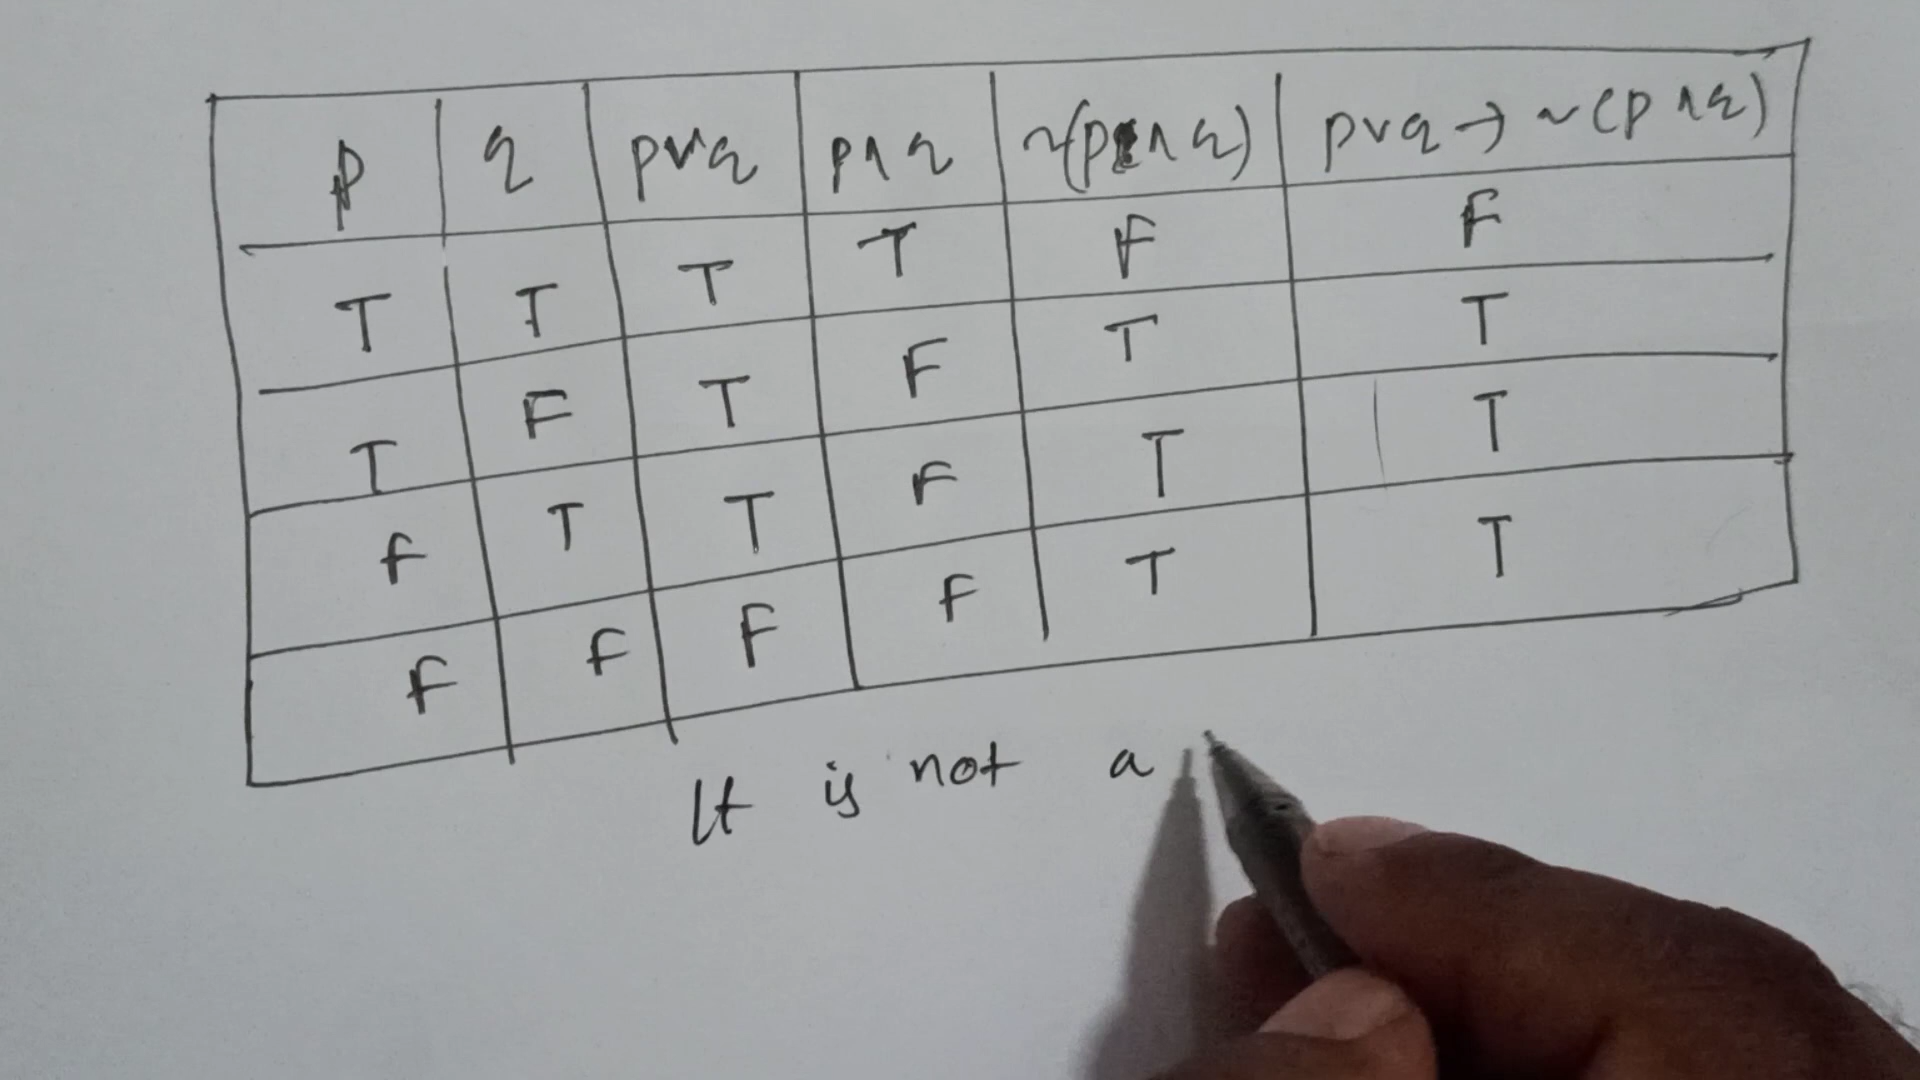 p q p∨q p∧q ~(p∧q) p∨q → ~(p∧q)
T T T T F F
T F T F T T
F T T F T T
F F F F T T
It is not a